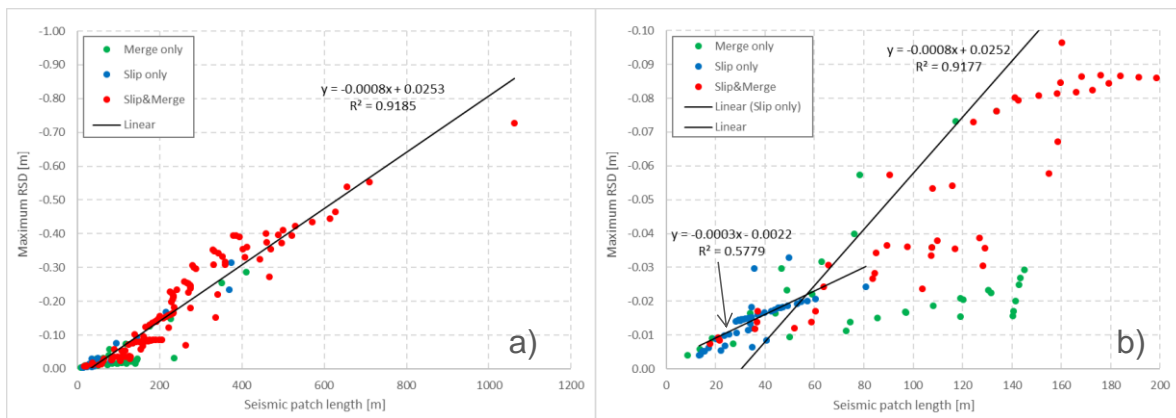 -1.00
-0.90
-0.80
-0.70
-0.60
-0.50
-0.40
-0.30
-0.20
-0.10
0.00
Maximum RSD [m]
Merge only
Slip only
Slip&Merge
Linear
y = -0.0008x + 0.0253
R² = 0.9185
a)
0 200 400 600 800 1000 1200
Seismic patch length [m]
-0.10
-0.09
-0.08
-0.07
-0.06
-0.05
-0.04
-0.03
-0.02
-0.01
0.00
Maximum RSD [m]
Merge only
Slip only
Slip&Merge
Linear (Slip only)
Linear
y = -0.0008x + 0.0252
R² = 0.9177
y = -0.0003x - 0.0022
R² = 0.5779
b)
0 20 40 60 80 100 120 140 160 180 200
Seismic patch length [m]